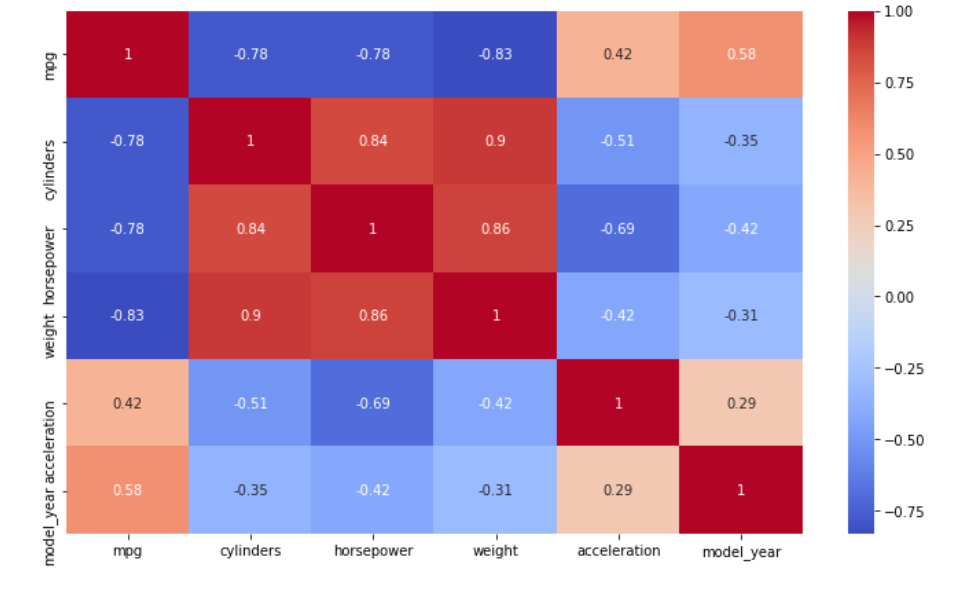 mpg 1 -0.78 -0.78 -0.83 0.42 0.58
cylinders -0.78 1 0.84 0.9 -0.51 -0.35
horsepower -0.78 0.84 1 0.86 -0.69 -0.42
weight -0.83 0.9 0.86 1 -0.42 -0.31
acceleration 0.42 -0.51 -0.69 -0.42 1 0.29
model_year 0.58 -0.35 -0.42 -0.31 0.29 1
mpg cylinders horsepower weight acceleration model_year
1.00
0.75
0.50
0.25
0.00
−0.25
−0.50
−0.75